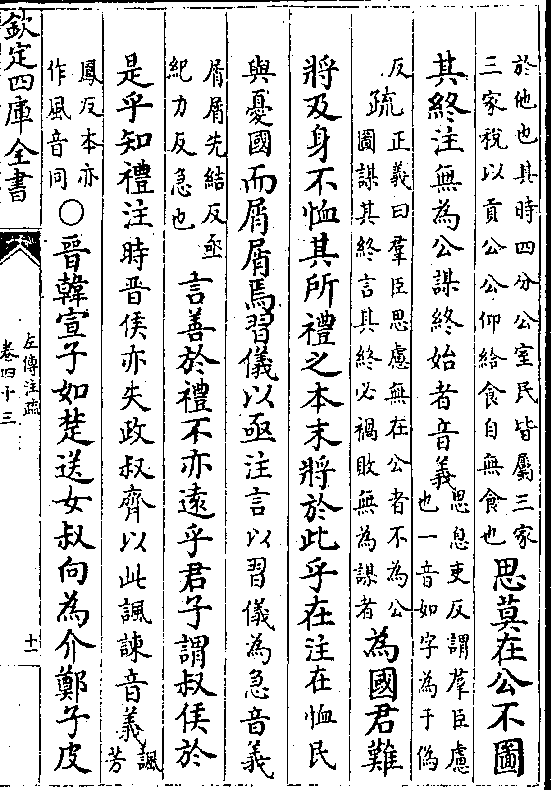 於他也其時四分公室民皆屬三家
三家稅以貢公公仰給食自無食也
思莫在公不圖
其終注無為公謀終始者音義
思息吏反謂羣臣慮
也一音如字為于偽
反
疏
正義曰羣臣思慮無在公者不為公
圖謀其終言其終必禍敗無為謀者
為國君難
將及身不恤其所禮之本末將於此乎在注在恤民
與憂國而屑屑焉習儀以亟注言以習儀為急音義
屑屑先結反亟
紀力反急也
言善於禮不亦遠乎君子謂叔侯於
是乎知禮注時晉侯亦失政叔齊以此諷諫音義
諷
芳
鳳反本亦
作風音同
○晉韓宣子如楚送女叔向為介鄭子皮
欽定四庫全書
左傳注疏
卷四十三
十一